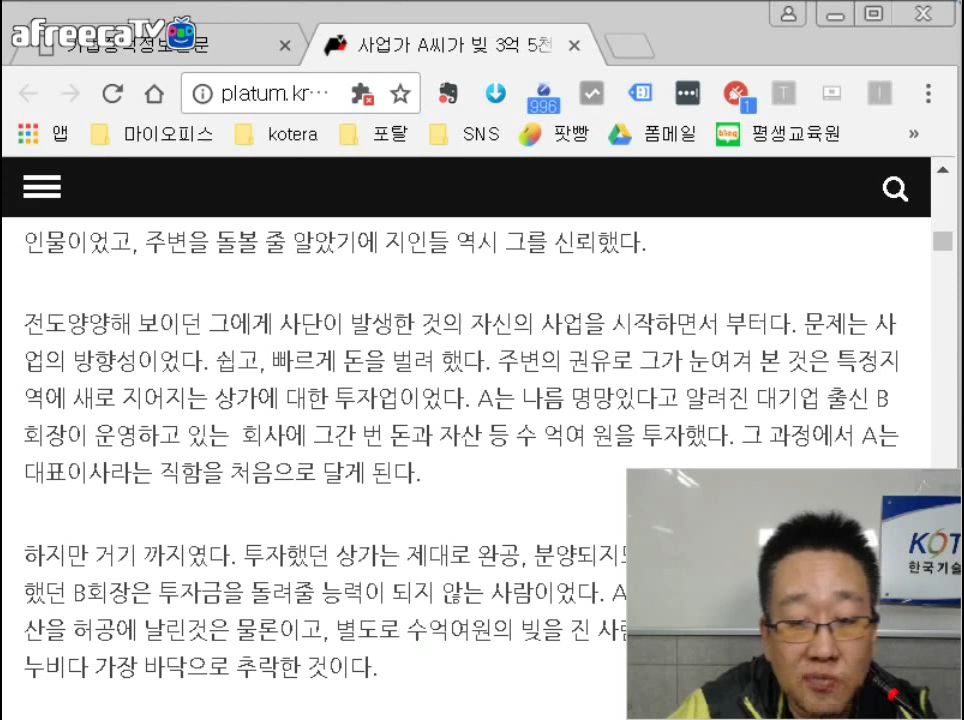 afreecaTV
사업가 A씨가 빚 3억 5천
platum.kr…
996
1
T
I
앱 마이오피스 kotera 포탈 SNS 팟빵 폼메일 blog 평생교육원 »
인물이었고, 주변을 돌볼 줄 알았기에 지인들 역시 그를 신뢰했다.
전도양양해 보이던 그에게 사단이 발생한 것의 자신의 사업을 시작하면서 부터다. 문제는 사
업의 방향성이었다. 쉽고, 빠르게 돈을 벌려 했다. 주변의 권유로 그가 눈여겨 본 것은 특정지
역에 새로 지어지는 상가에 대한 투자업이었다. A는 나름 명망있다고 알려진 대기업 출신 B
회장이 운영하고 있는 회사에 그간 번 돈과 자산 등 수 억여 원을 투자했다. 그 과정에서 A는
대표이사라는 직함을 처음으로 달게 된다.
하지만 거기 까지였다. 투자했던 상가는 제대로 완공, 분양되지
했던 B회장은 투자금을 돌려줄 능력이 되지 않는 사람이었다. A
산을 허공에 날린것은 물론이고, 별도로 수억여원의 빚을 진 사
누비다 가장 바닥으로 추락한 것이다.
KOT
한국기술